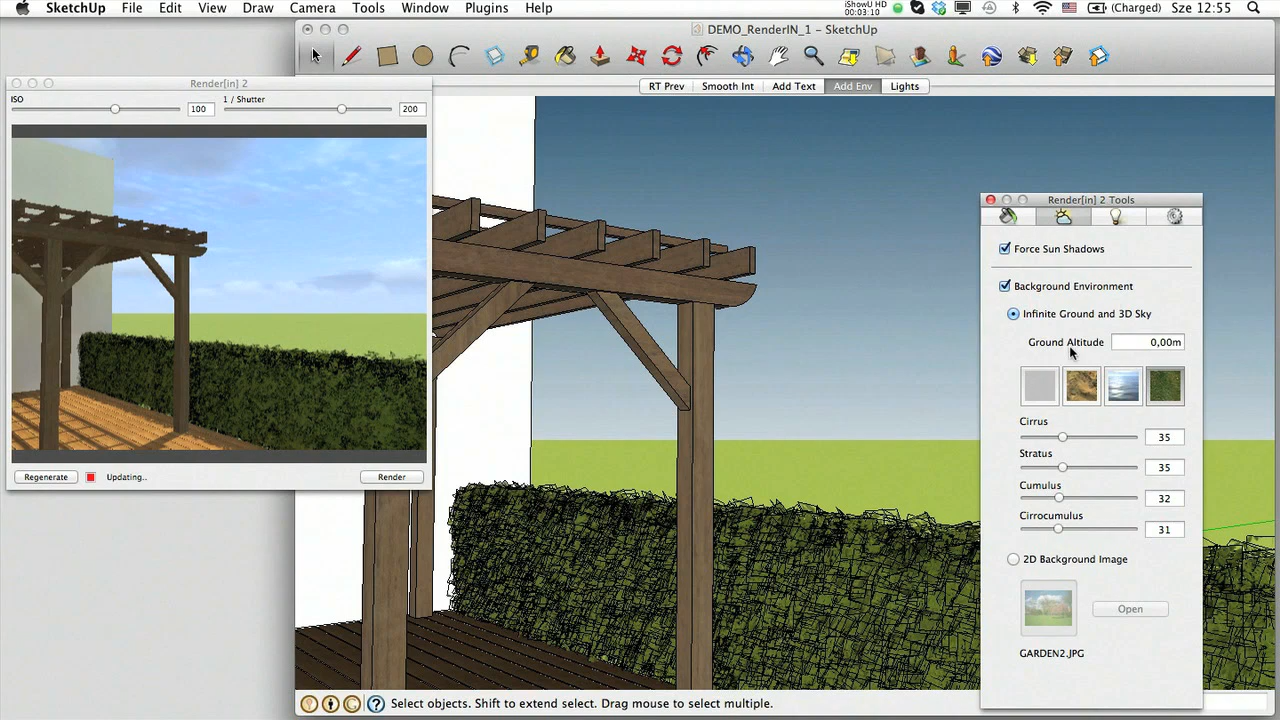 SketchUp File Edit View Draw Camera Tools Window Plugins Help iShowU HD 00:03:10 (Charged) Sze 12:55
DEMO_RenderIN_1 – SketchUp
RT Prev Smooth Int Add Text Add Env Lights
Render[in] 2
ISO 100 1 / Shutter 200
Regenerate Updating.. Render
Render[in] 2 Tools
Force Sun Shadows
Background Environment
Infinite Ground and 3D Sky
Ground Altitude 0,00m
Cirrus
35
Stratus
35
Cumulus
32
Cirrocumulus
31
2D Background Image
Open
GARDEN2.JPG
Select objects. Shift to extend select. Drag mouse to select multiple.